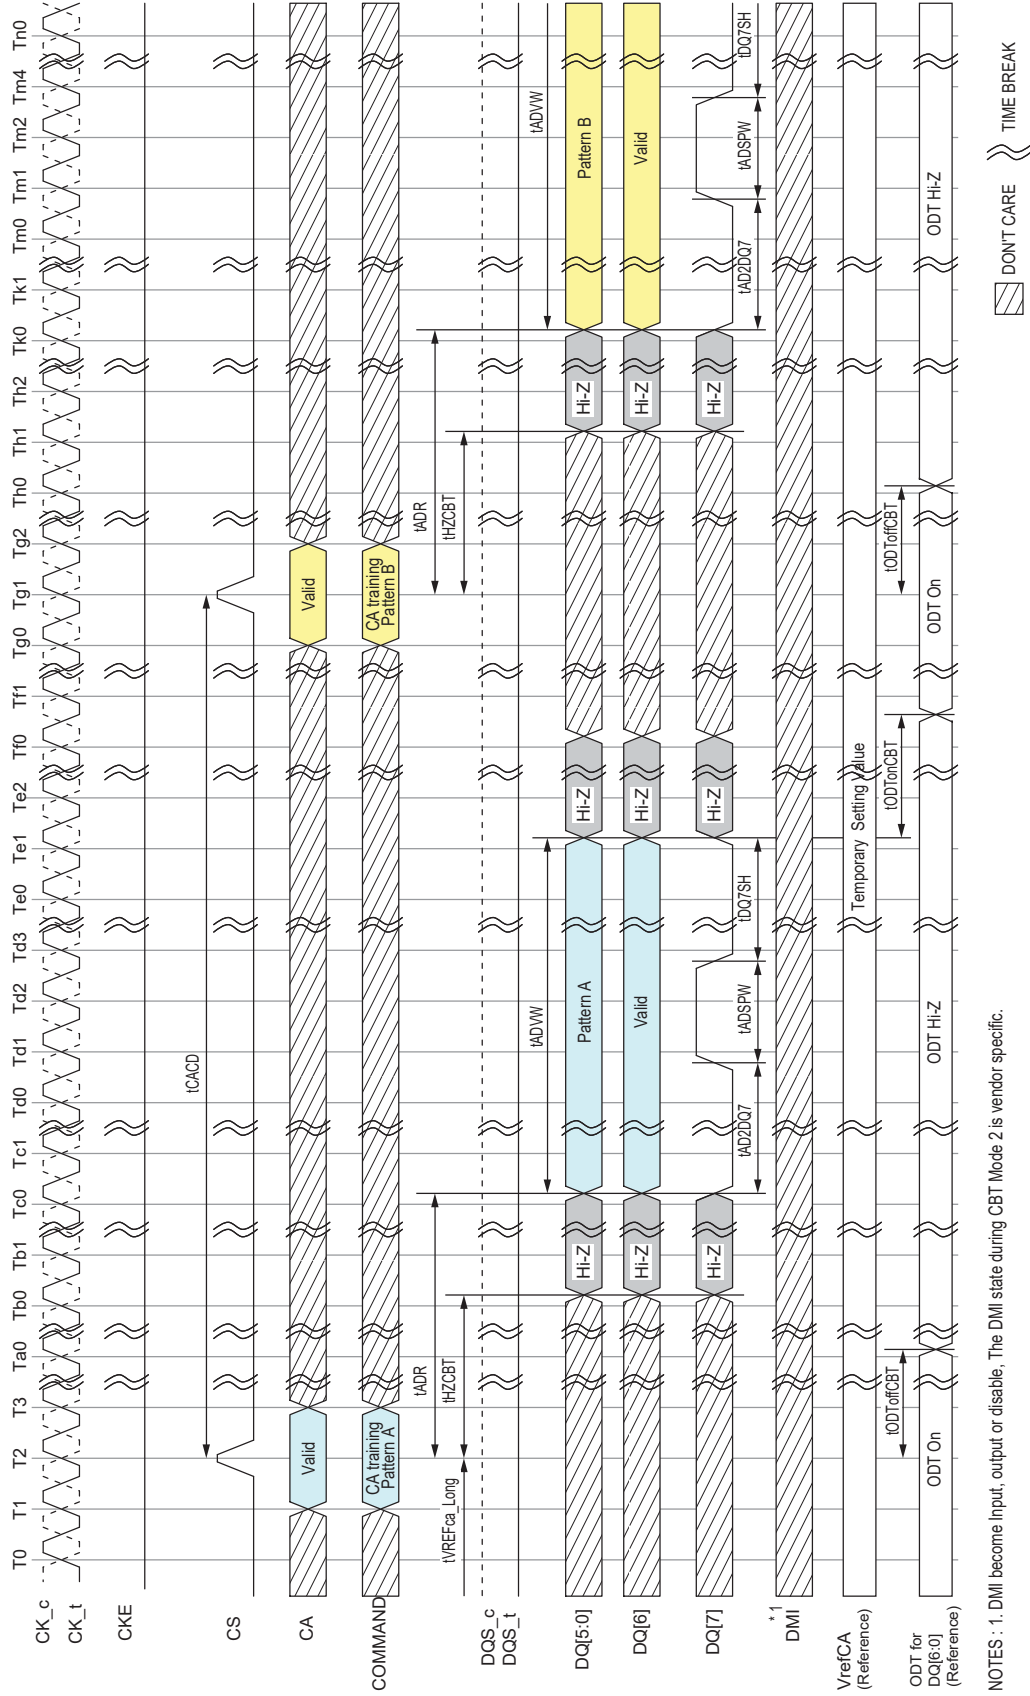 T0 T1 T2 T3 Ta0 Tb0 Tb1 Tc0 Tc1 Td0 Td1 Td2 Td3 Te0 Te1 Te2 Tf0 Tf1 Tg0 Tg1 Tg2 Th0 Th1 Th2 Tk0 Tk1 Tm0 Tm1 Tm2 Tm4 Tn0
CK_c
CK_t
CKE
CS
tCACD
CA
Valid
Valid
COMMAND
CA training
Pattern A
CA training
Pattern B
tADR
tADR
tVREFca_Long
tHZCBT
tHZCBT
DQS_c
DQS_t
tADVW
tADVW
DQ[5:0]
Hi-Z
Pattern A
Hi-Z
Hi-Z
Pattern B
DQ[6]
Hi-Z
Valid
Hi-Z
Hi-Z
Valid
DQ[7]
Hi-Z
Hi-Z
Hi-Z
tAD2DQ7
tADSPW
tDQ7SH
tAD2DQ7
tADSPW
tDQ7SH
*1
DMI
VrefCA
(Reference)
Temporary Setting Value
tODToffCBT
tODTonCBT
tODToffCBT
ODT for
DQ[6:0]
(Reference)
ODT On
ODT Hi-Z
ODT On
ODT Hi-Z
NOTES : 1. DMI become Input, output or disable, The DMI state during CBT Mode 2 is vendor specific.
DON'T CARE
TIME BREAK